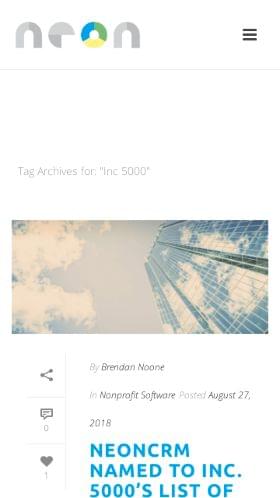 neon
Tag Archives for: "Inc 5000"
By Brendan Noone
In Nonprofit Software Posted August 27,
2018
0
1
NEONCRM
NAMED TO INC.
5000'S LIST OF